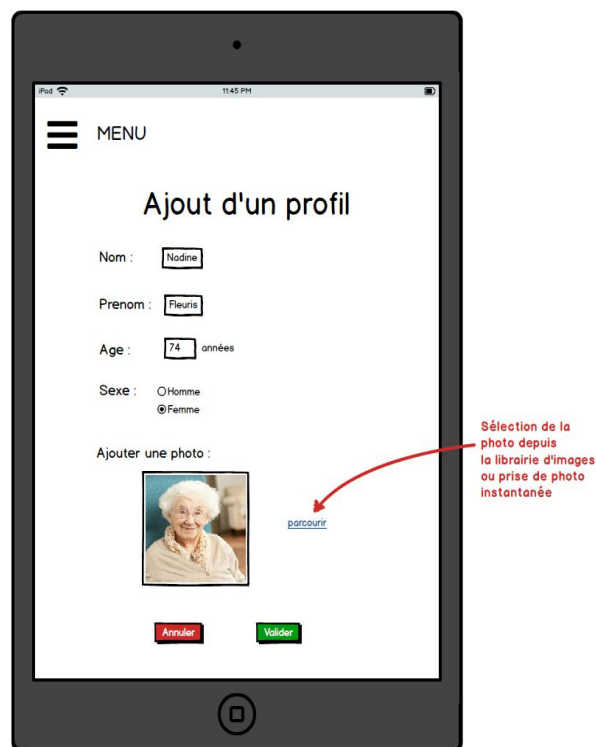 iPod 11:45 PM
MENU
Ajout d'un profil
Nom : Nadine
Prenom : Fleuris
Age : 74 années
Sexe : Homme
Femme
Ajouter une photo :
parcourir
Sélection de la
photo depuis
la librairie d'images
ou prise de photo
instantanée
Annuler Valider